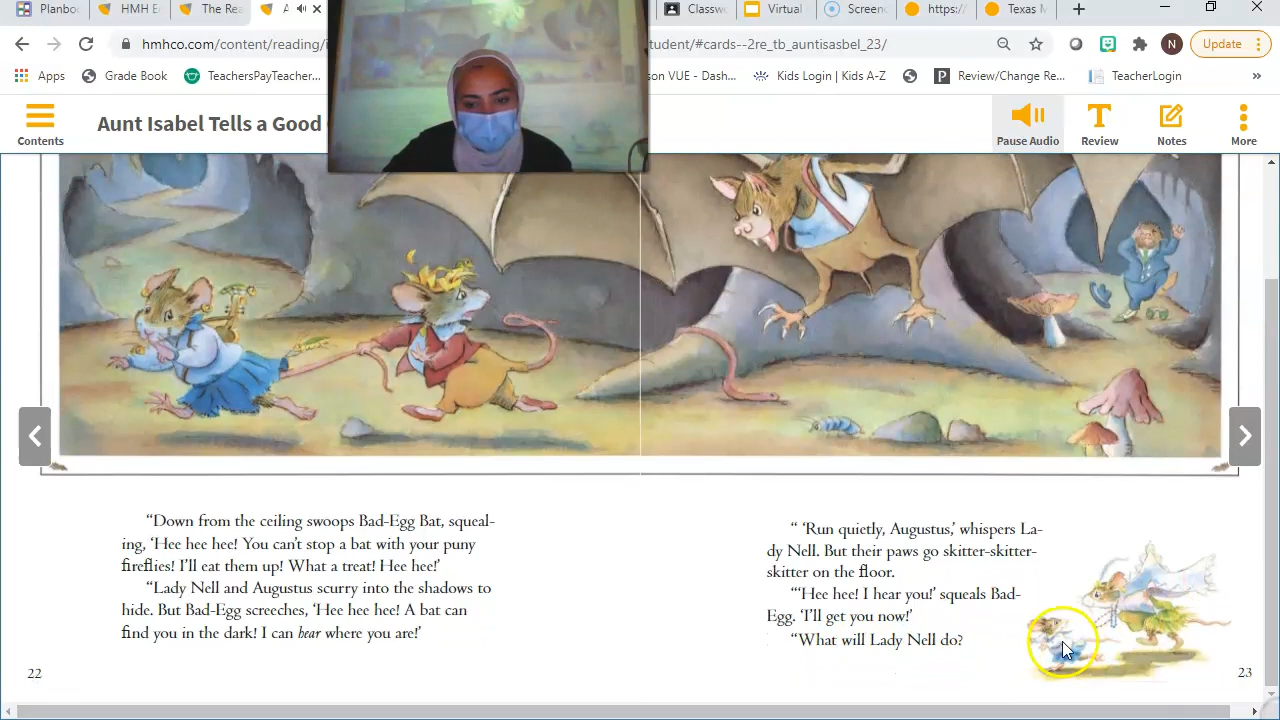 Planbo
HMH E
The Rea
A
Classw
Virtual
Screenc
https:/
Texas M
hmhco.com/content/reading/i
student/#cards--2re_tb_auntisabel_23/
N
Update
Apps
Grade Book
TeachersPayTeacher...
son VUE - Das...
Kids Login | Kids A-Z
Review/Change Re...
TeacherLogin
»
Contents
Aunt Isabel Tells a Good
Pause Audio
Review
Notes
More
“Down from the ceiling swoops Bad-Egg Bat, squeal-
ing, ‘Hee hee hee! You can’t stop a bat with your puny
fireflies! I’ll eat them up! What a treat! Hee hee!’
“Lady Nell and Augustus scurry into the shadows to
hide. But Bad-Egg screeches, ‘Hee hee hee! A bat can
find you in the dark! I can hear where you are!’
22
“ ‘Run quietly, Augustus,’ whispers La-
dy Nell. But their paws go skitter-skitter-
skitter on the floor.
“‘Hee hee! I hear you!’ squeals Bad-
Egg. ‘I’ll get you now!’
“What will Lady Nell do?
23